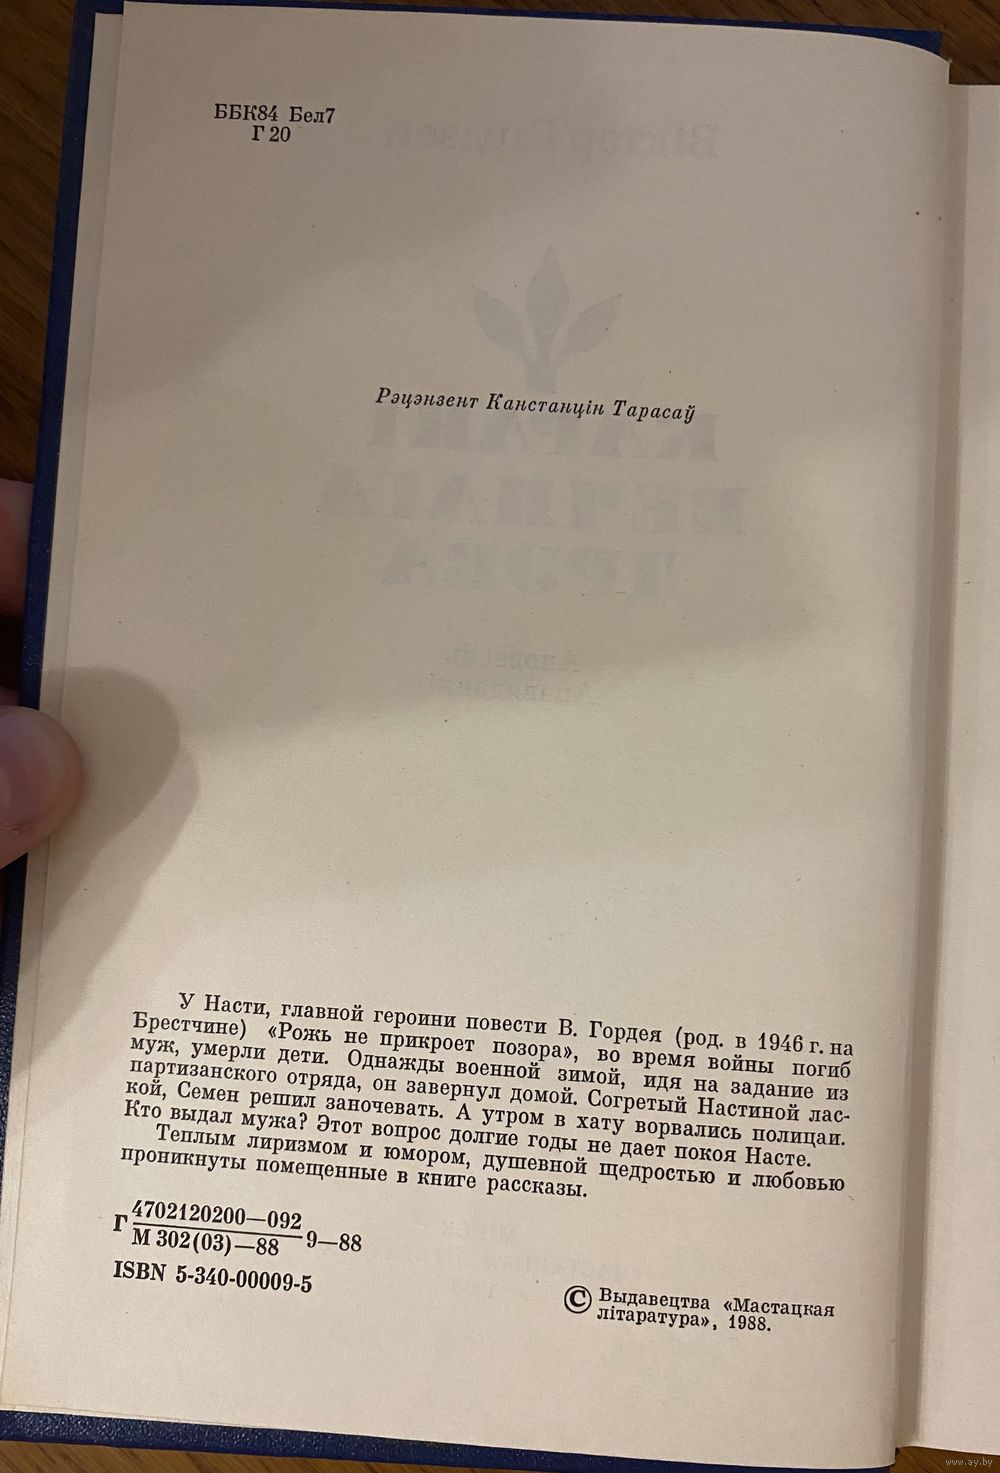 ББК84 Бел7
Г 20
Рэцэнзент Канстанцін Тарасаў
У Насти, главной героини повести В. Гордея (род. в 1946 г. на
Брестчине) «Рожь не прикроет позора», во время войны погиб
муж, умерли дети. Однажды военной зимой, идя на задание из
партизанского отряда, он завернул домой. Согретый Настиной лас-
кой, Семен решил заночевать. А утром в хату ворвались полицаи.
Кто выдал мужа? Этот вопрос долгие годы не дает покоя Насте.
Теплым лиризмом и юмором, душевной щедростью и любовью
проникнуты помещенные в книге рассказы.
Г 4702120200—092
М 302(03)—88 9—88
ISBN 5-340-00009-5
© Выдавецтва «Мастацкая
літаратура», 1988.
www.ay.by